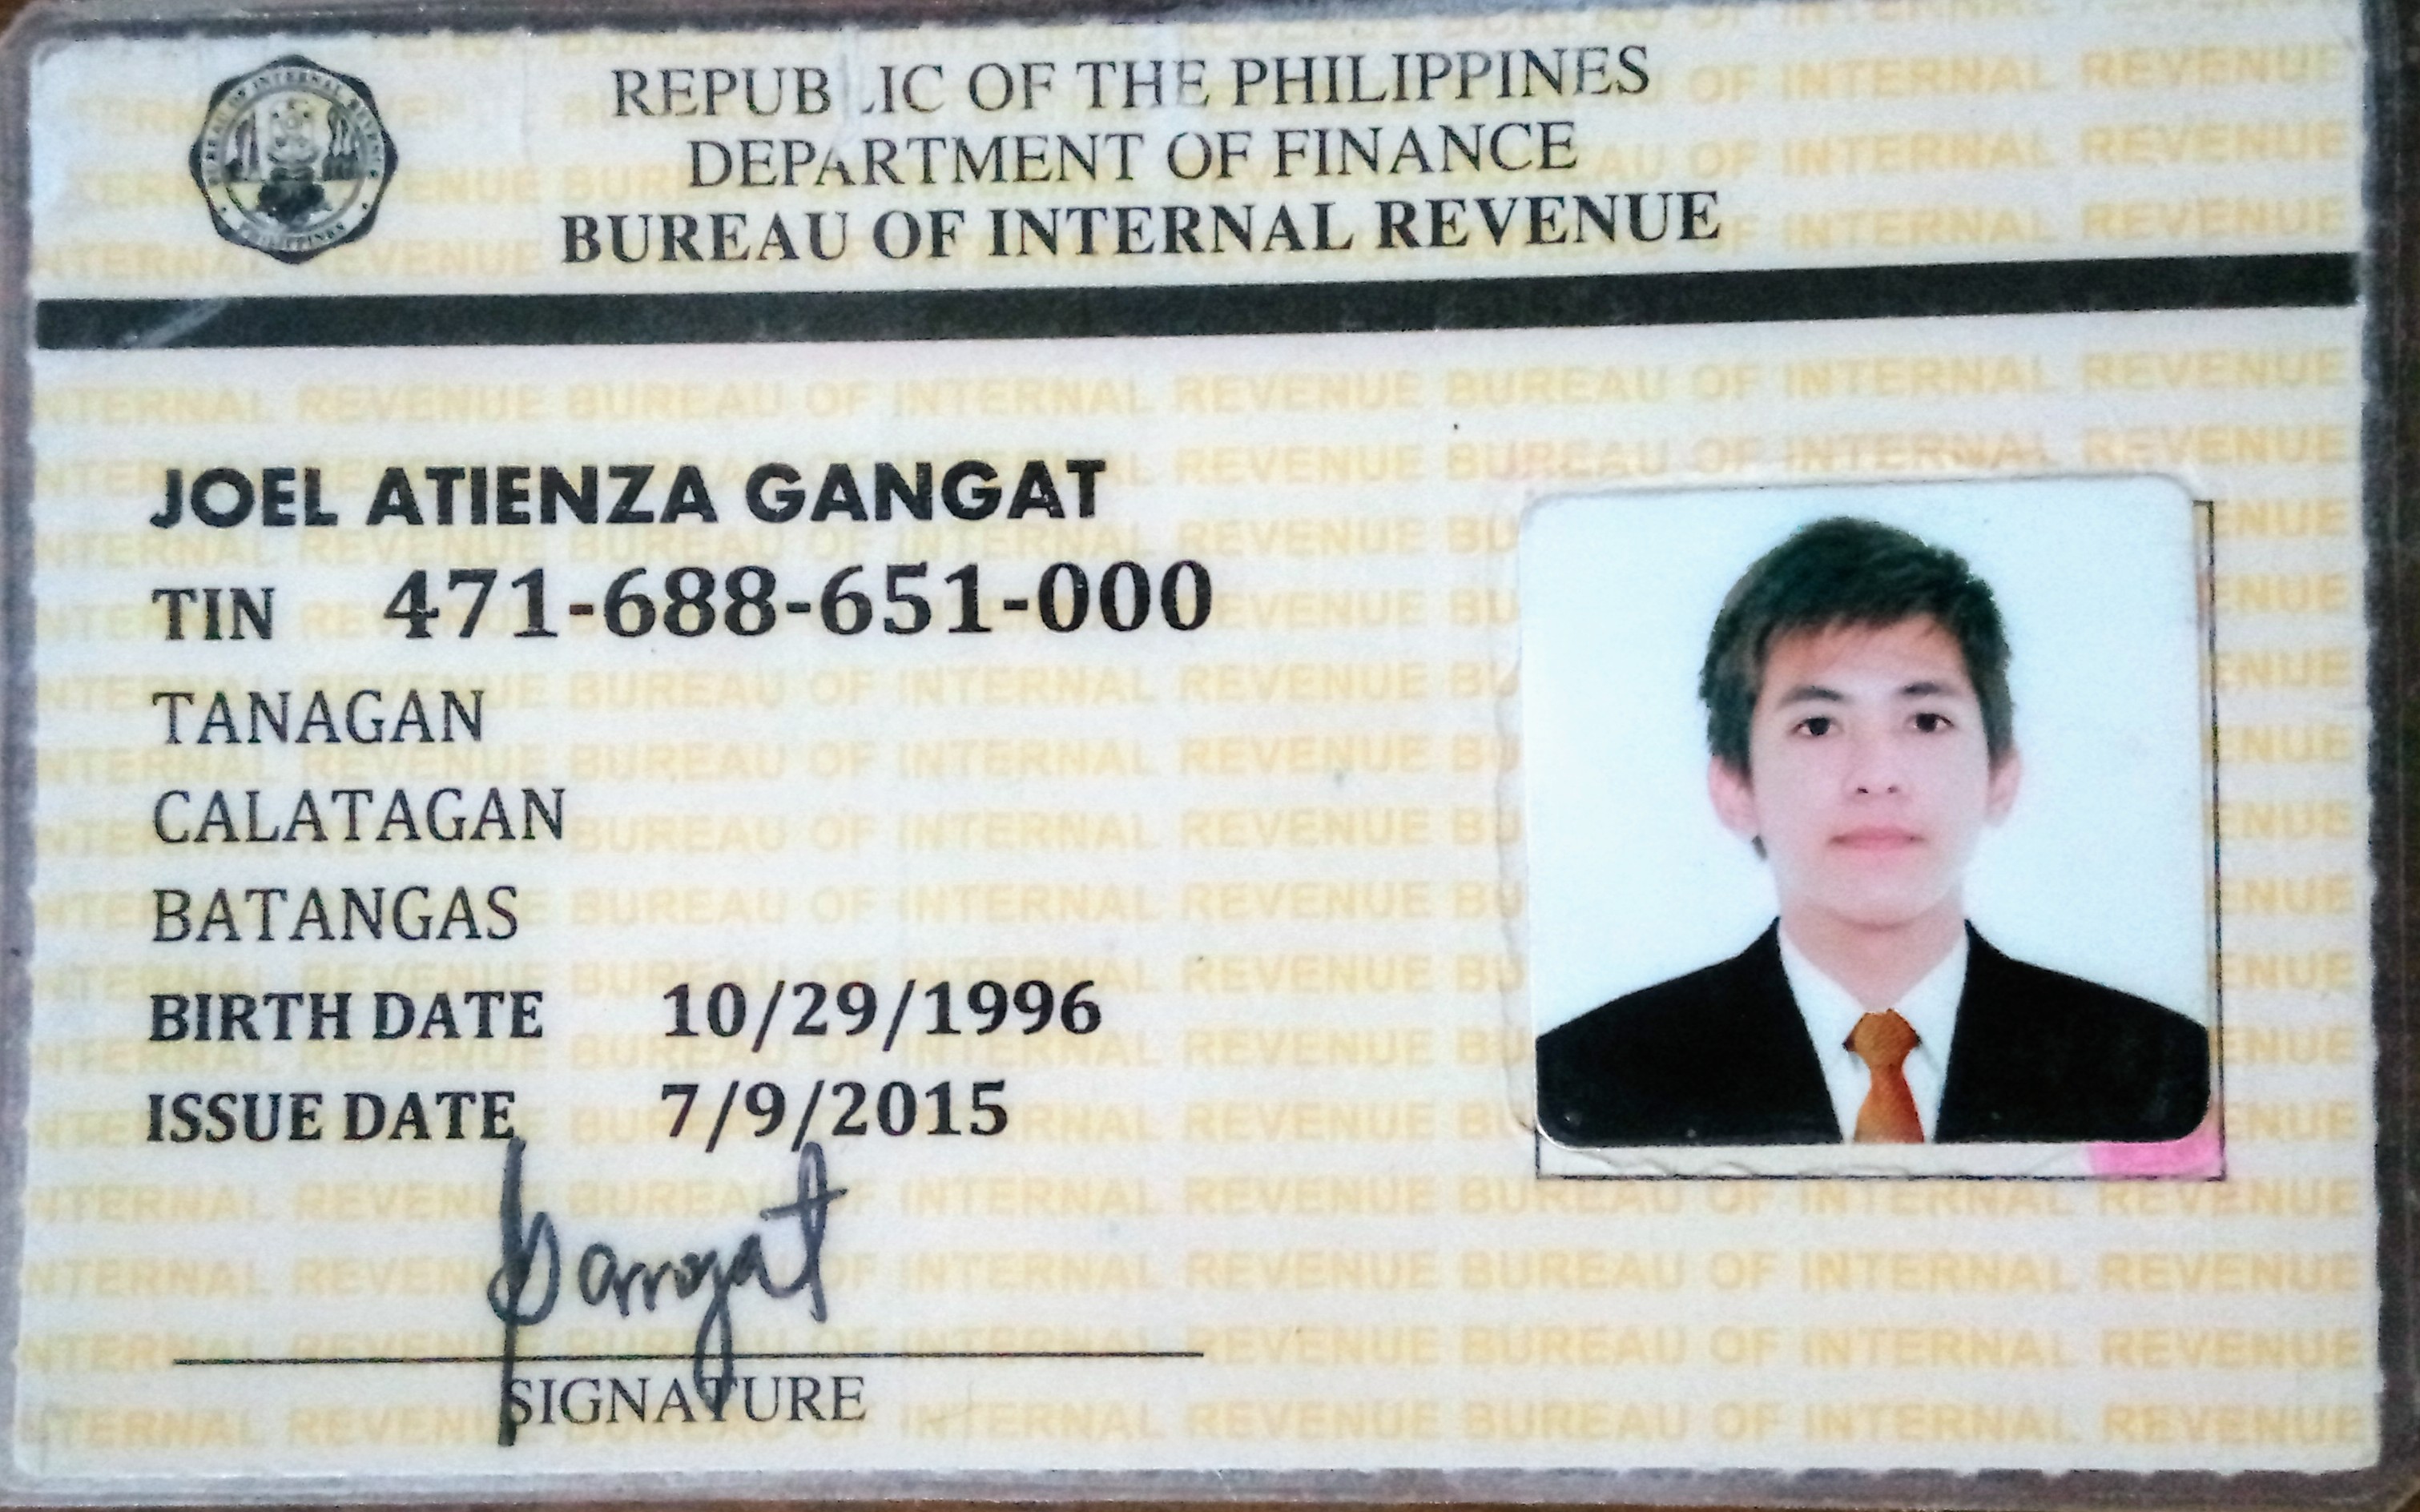 REPUBLIC OF THE PHILIPPINES
DEPARTMENT OF FINANCE
BUREAU OF INTERNAL REVENUE
JOEL ATIENZA GANGAT
TIN 471-688-651-000
TANAGAN
CALATAGAN
BATANGAS
BIRTH DATE 10/29/1996
ISSUE DATE 7/9/2015
Gangat
SIGNATURE